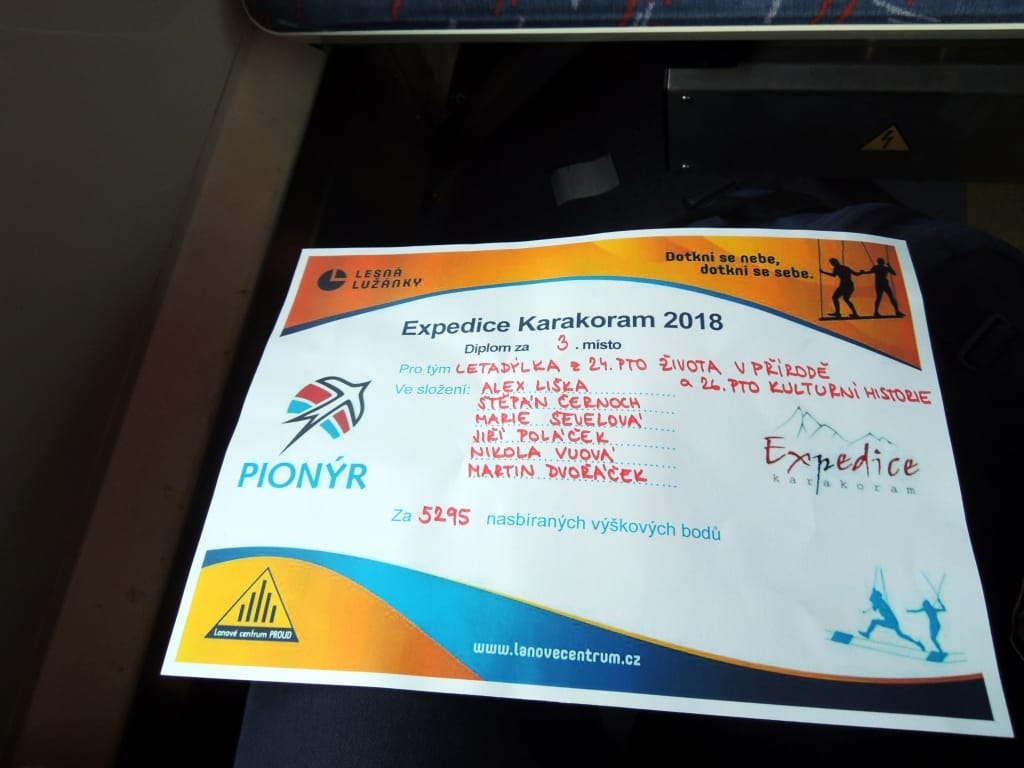 LESNÁ
LUŽÁNKY
Dotkni se nebe,
dotkni se sebe.
Expedice Karakoram 2018
Diplom za 3. místo
Pro tým LETADÝLKA z 24. PTO ŽIVOTA V PŘÍRODĚ
Ve složení: ALEX LIŠKA a 26. PTO KULTURNÍ HISTORIE
ŠTĚPÁN ČERNOCH
MARIE ŠEVELOVÁ
JIŘÍ POLÁČEK
NIKOLA VUOVÁ
MARTIN DVOŘÁČEK
PIONÝR
Expedice
karakoram
Za 5295 nasbíraných výškových bodů
Lanové centrum PROUD
www.lanovecentrum.cz